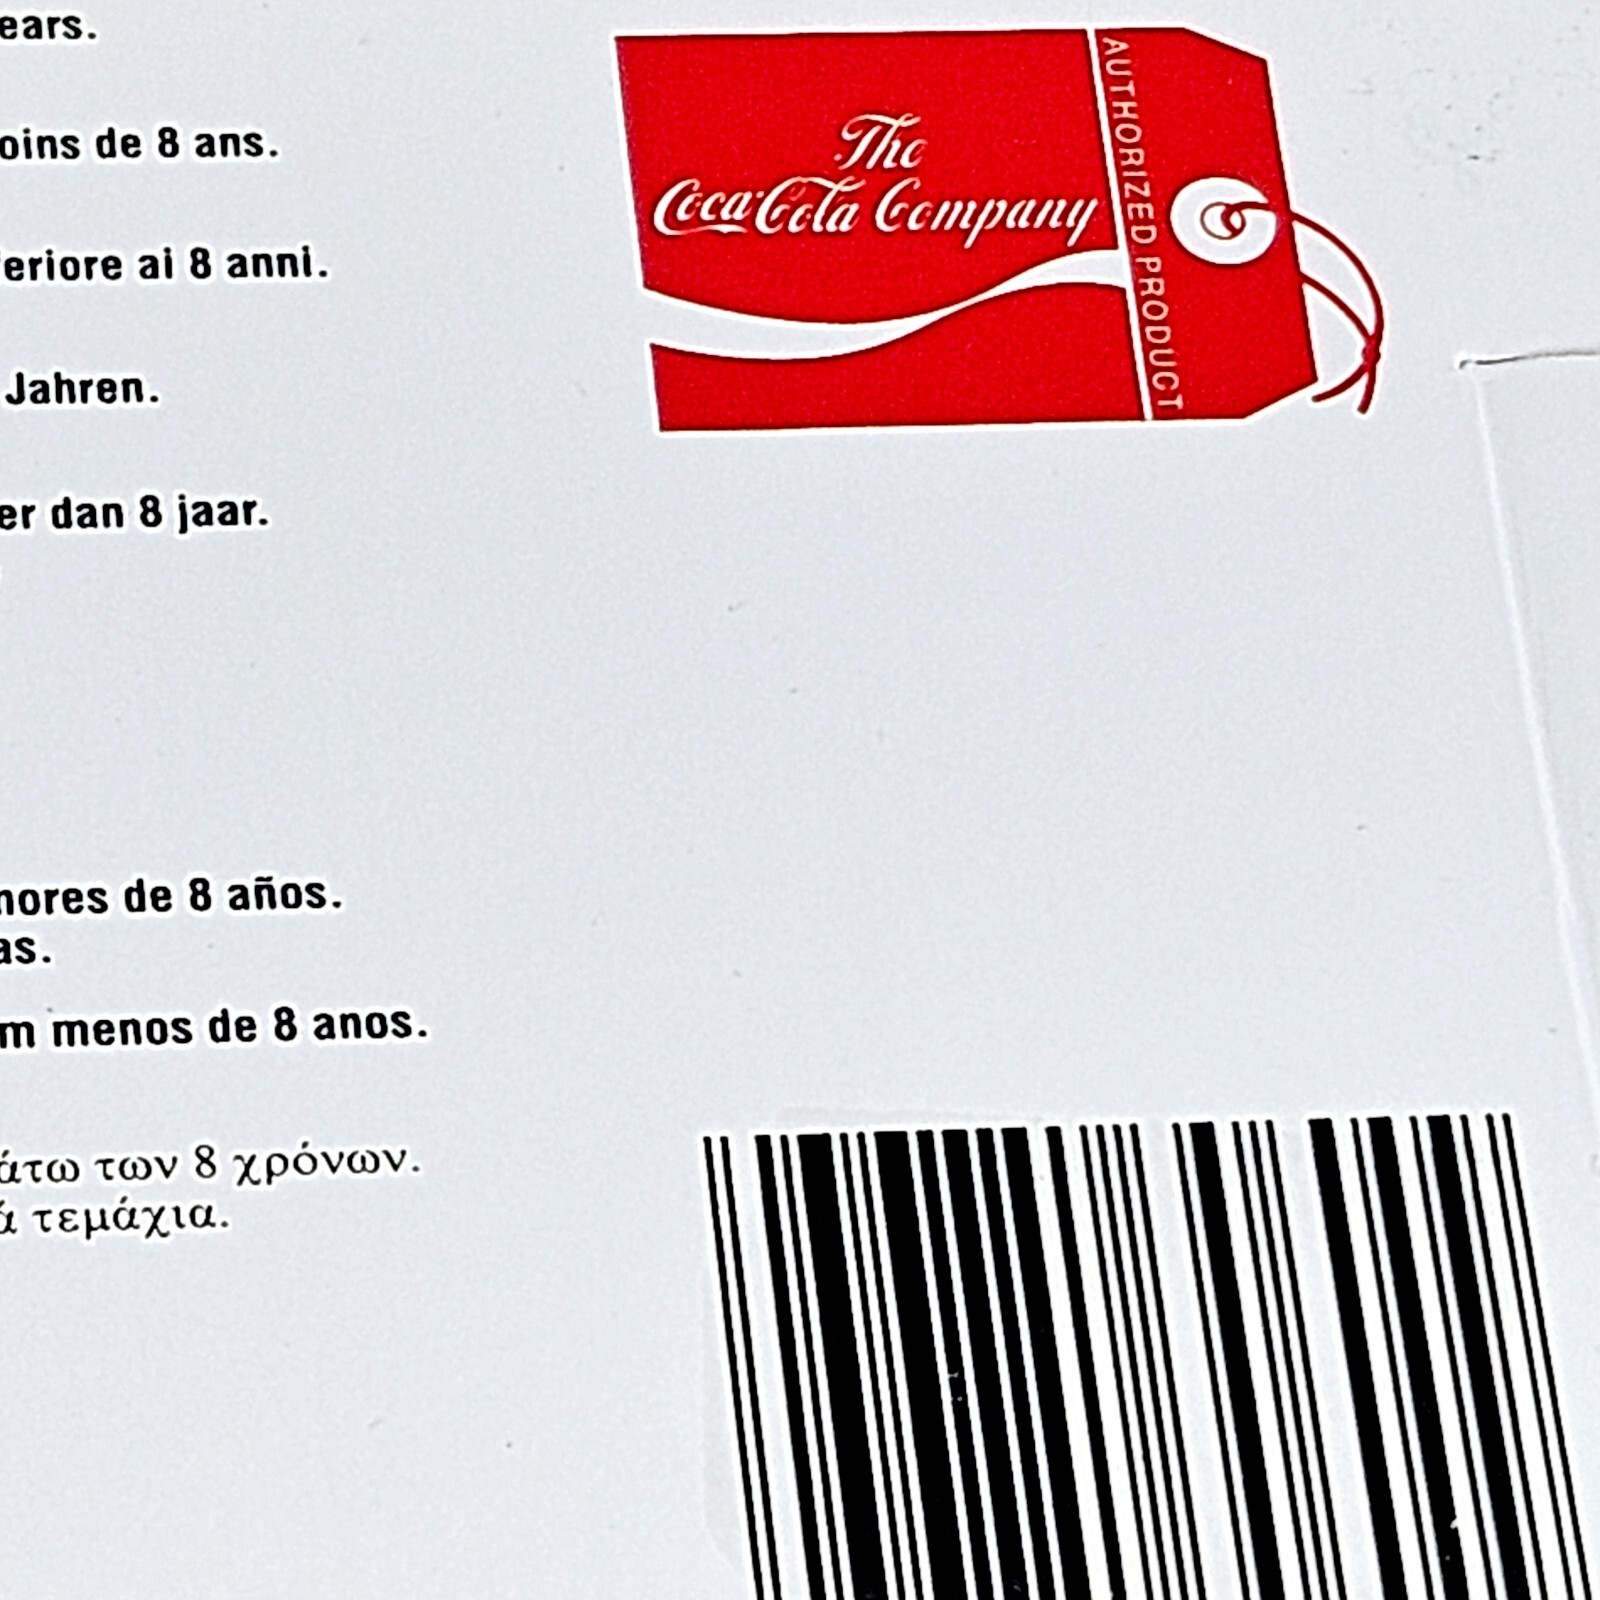 ears.
oins de 8 ans.
eriore ai 8 anni.
Jahren.
er dan 8 jaar.
nores de 8 años.
as.
m menos de 8 anos.
άτω των 8 χρόνων.
ά τεμάχια.
The
Coca-Cola Company
AUTHORIZED PRODUCT